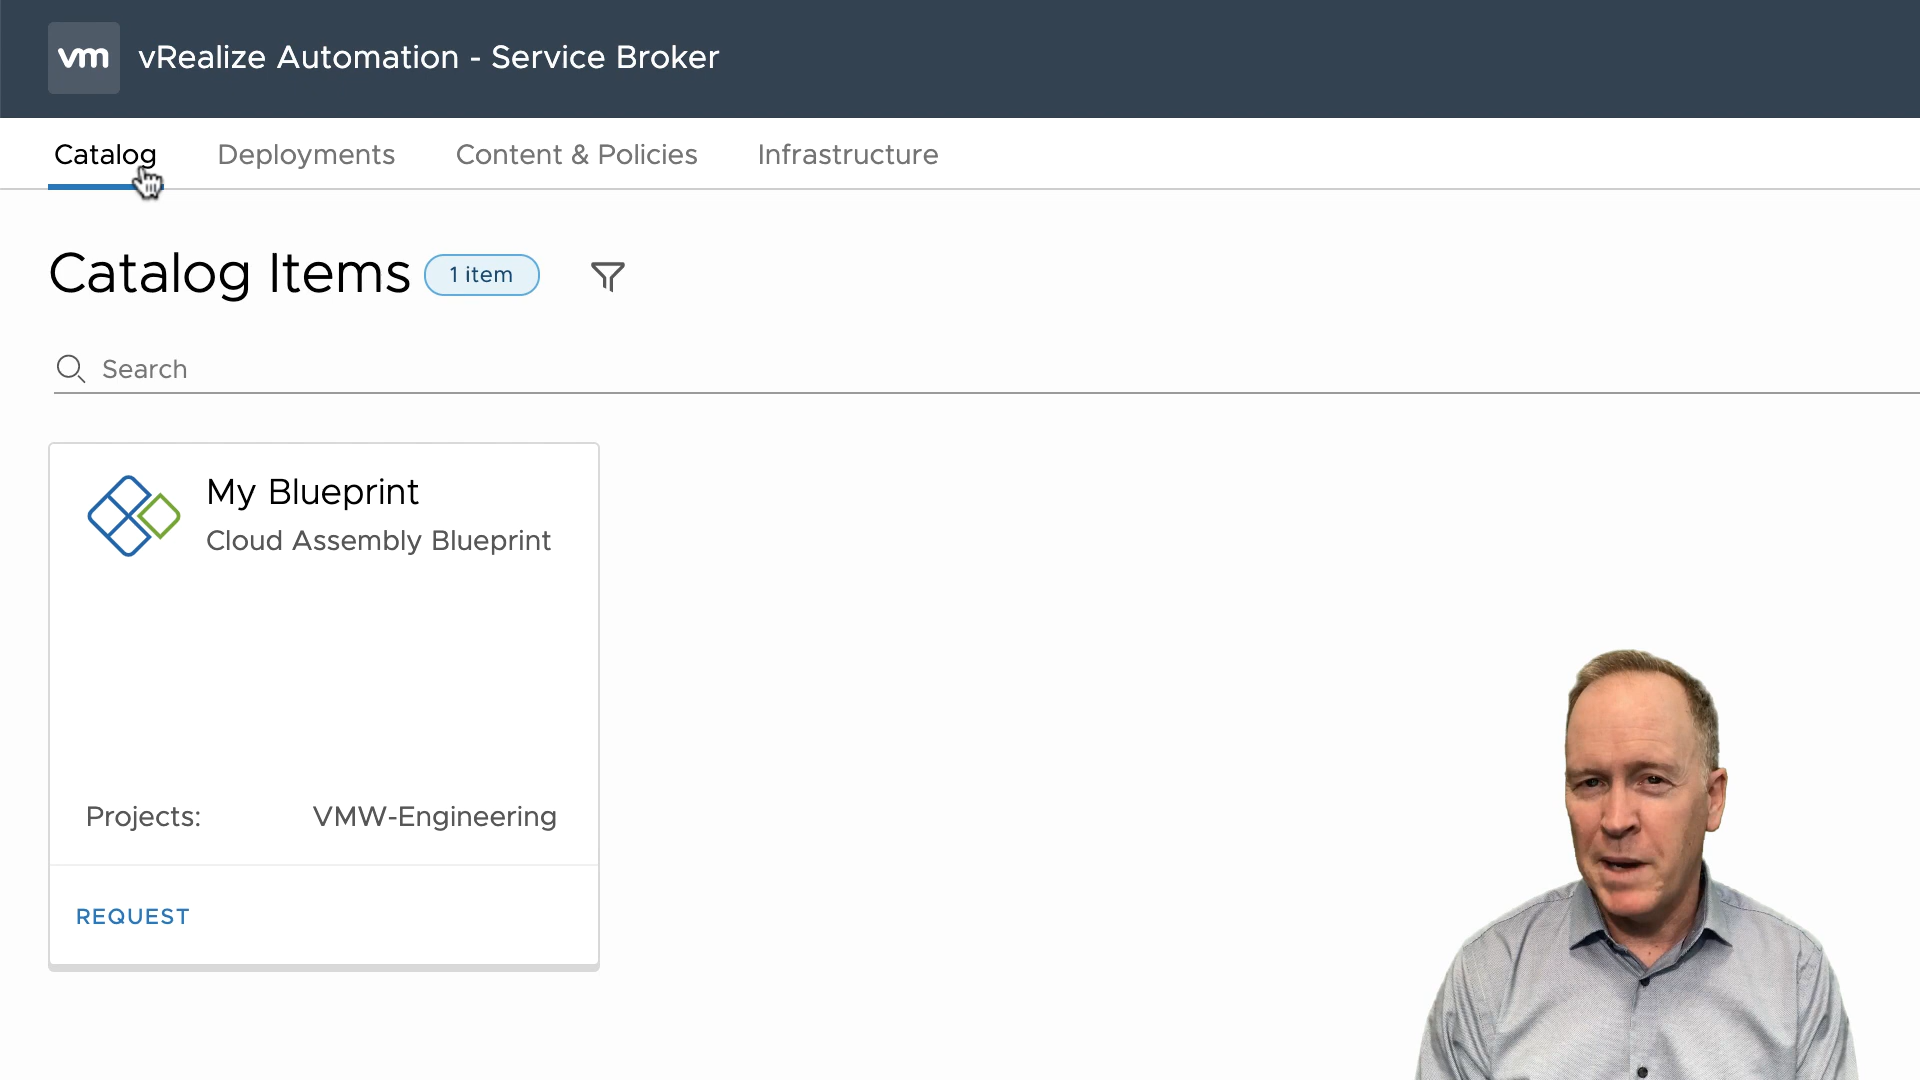 vm vRealize Automation - Service Broker
Catalog Deployments Content & Policies Infrastructure
Catalog Items 1 item
Search
My Blueprint
Cloud Assembly Blueprint
Projects: VMW-Engineering
REQUEST